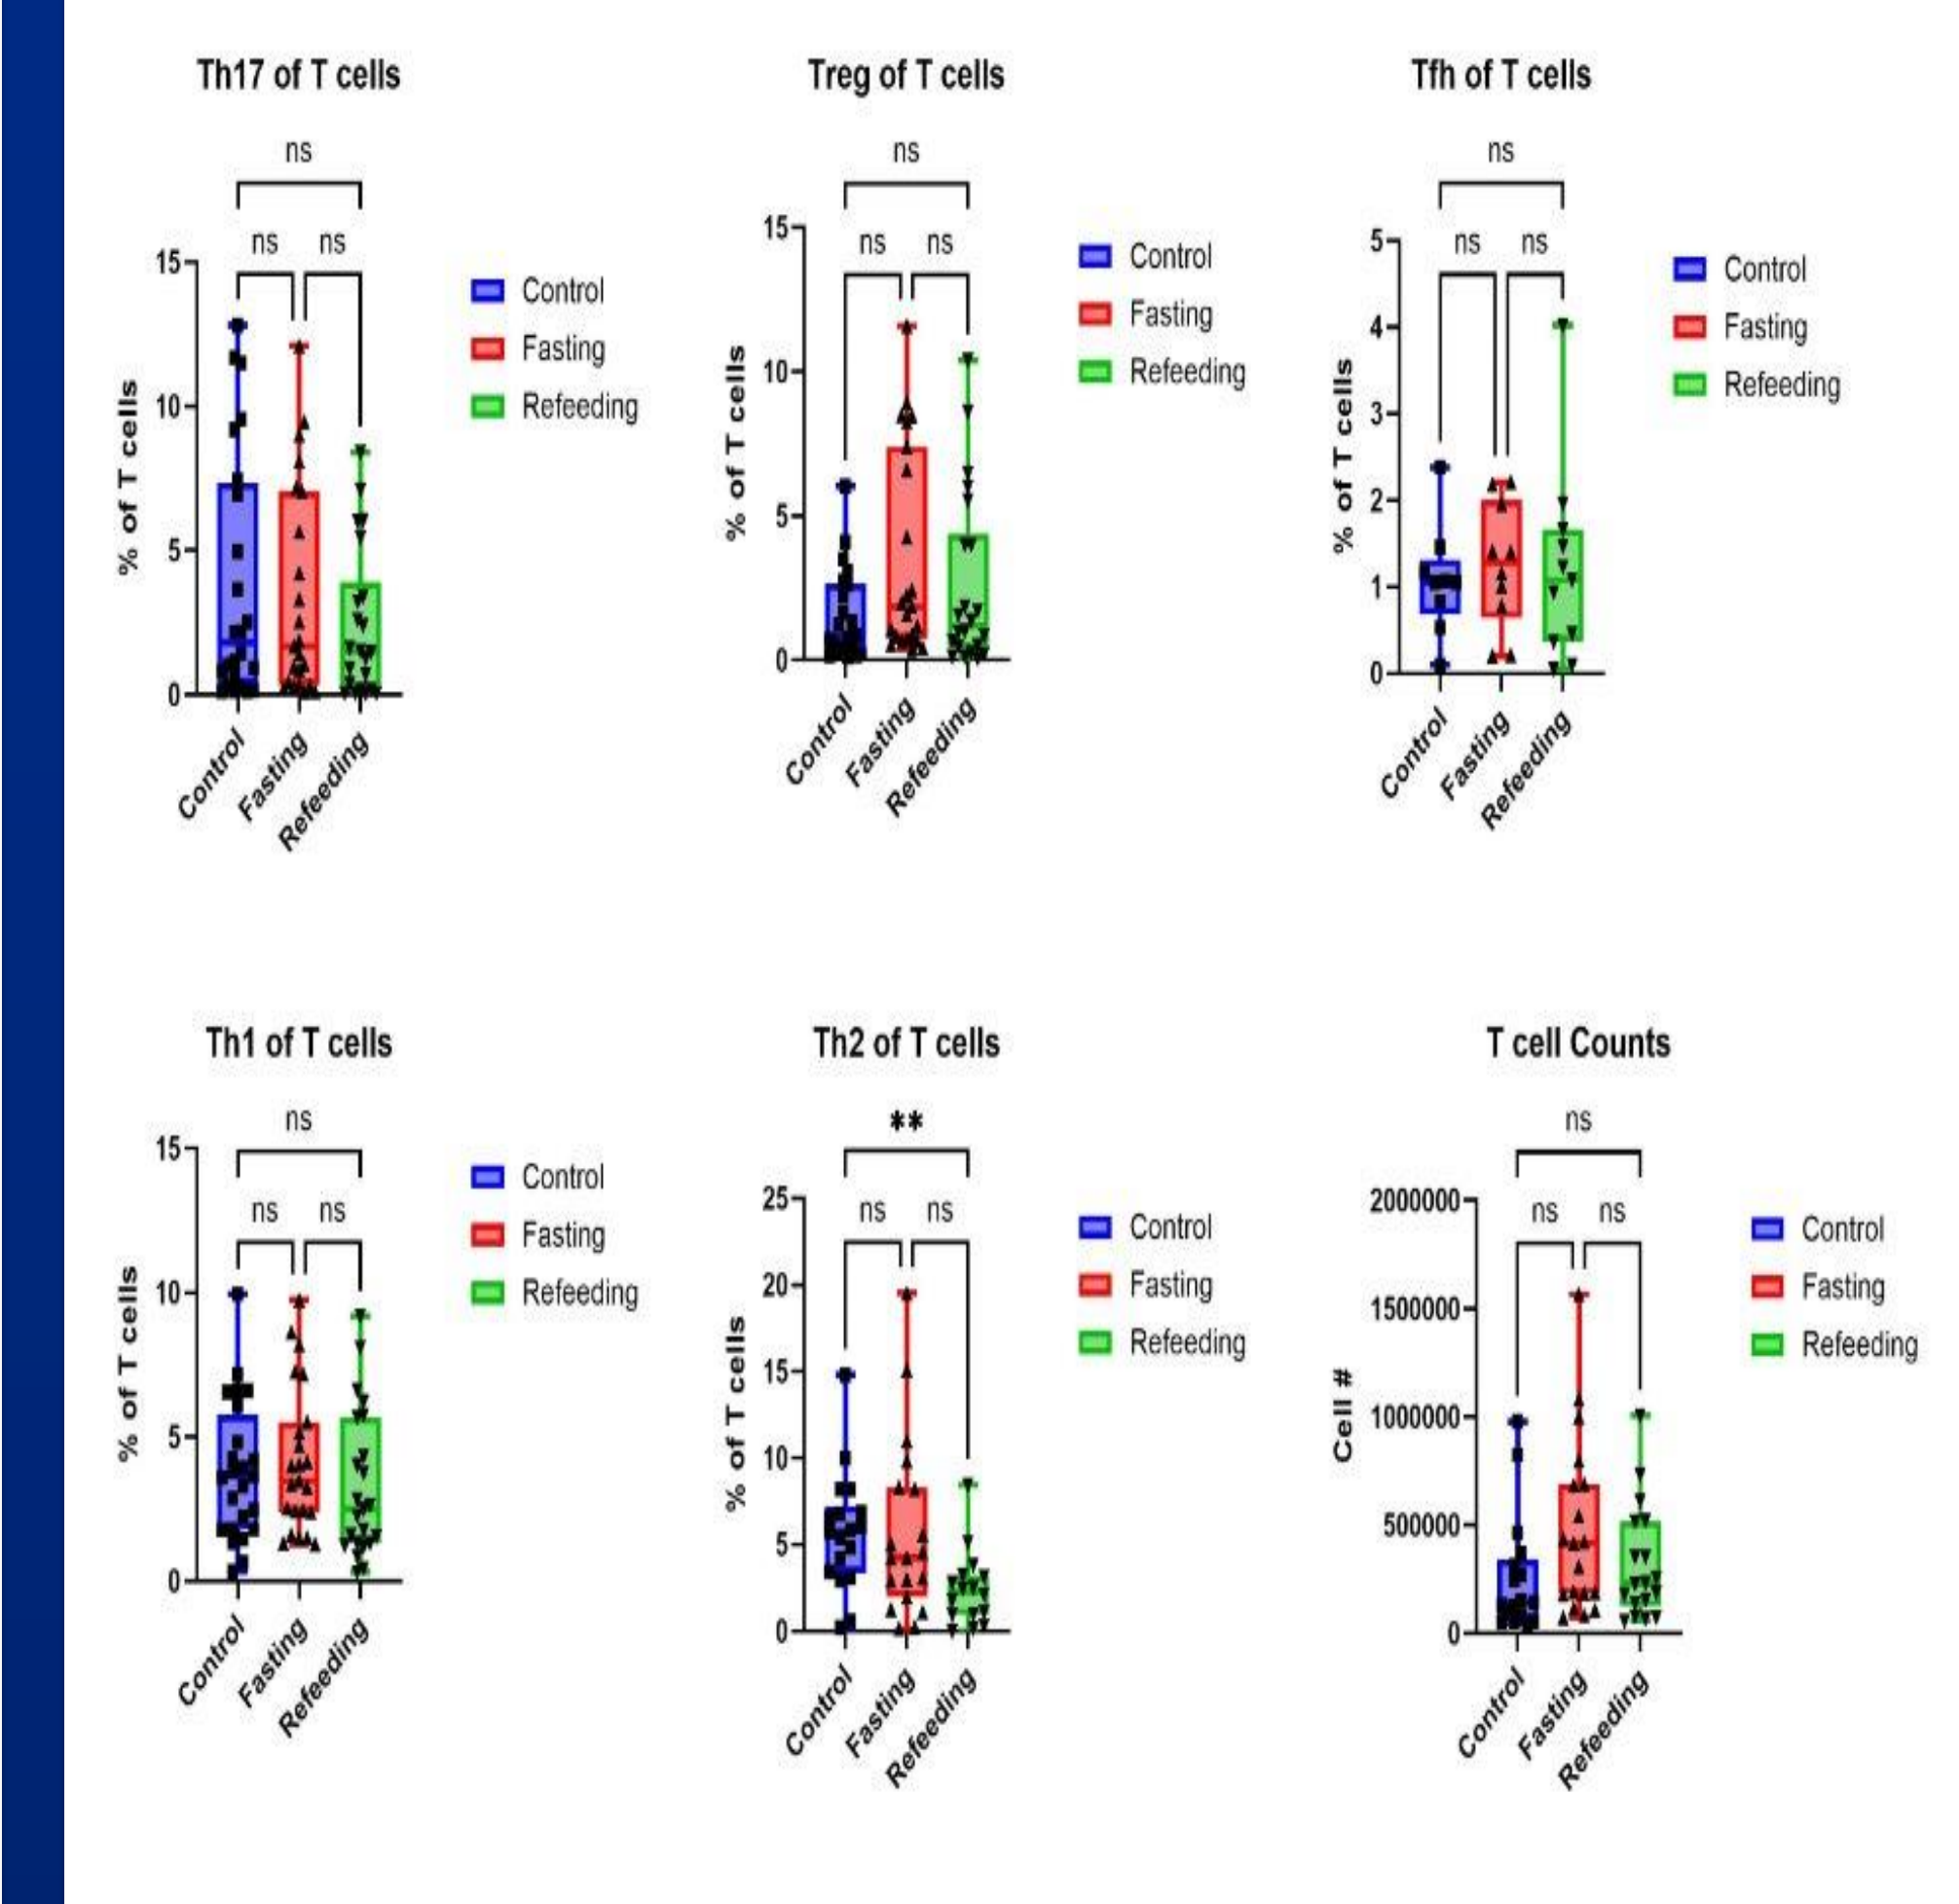 Th17 of T cells
ns
ns ns
15
10
5
0
% of T cells
Control
Fasting
Refeeding
Control
Fasting
Refeeding
Treg of T cells
ns
ns ns
15
10
5
0
% of T cells
Control
Fasting
Refeeding
Control
Fasting
Refeeding
Tfh of T cells
ns
ns ns
5
4
3
2
1
0
% of T cells
Control
Fasting
Refeeding
Control
Fasting
Refeeding
Th1 of T cells
ns
ns ns
15
10
5
0
% of T cells
Control
Fasting
Refeeding
Control
Fasting
Refeeding
Th2 of T cells
**
ns ns
25
20
15
10
5
0
% of T cells
Control
Fasting
Refeeding
Control
Fasting
Refeeding
T cell Counts
ns
ns ns
2000000
1500000
1000000
500000
0
Cell #
Control
Fasting
Refeeding
Control
Fasting
Refeeding